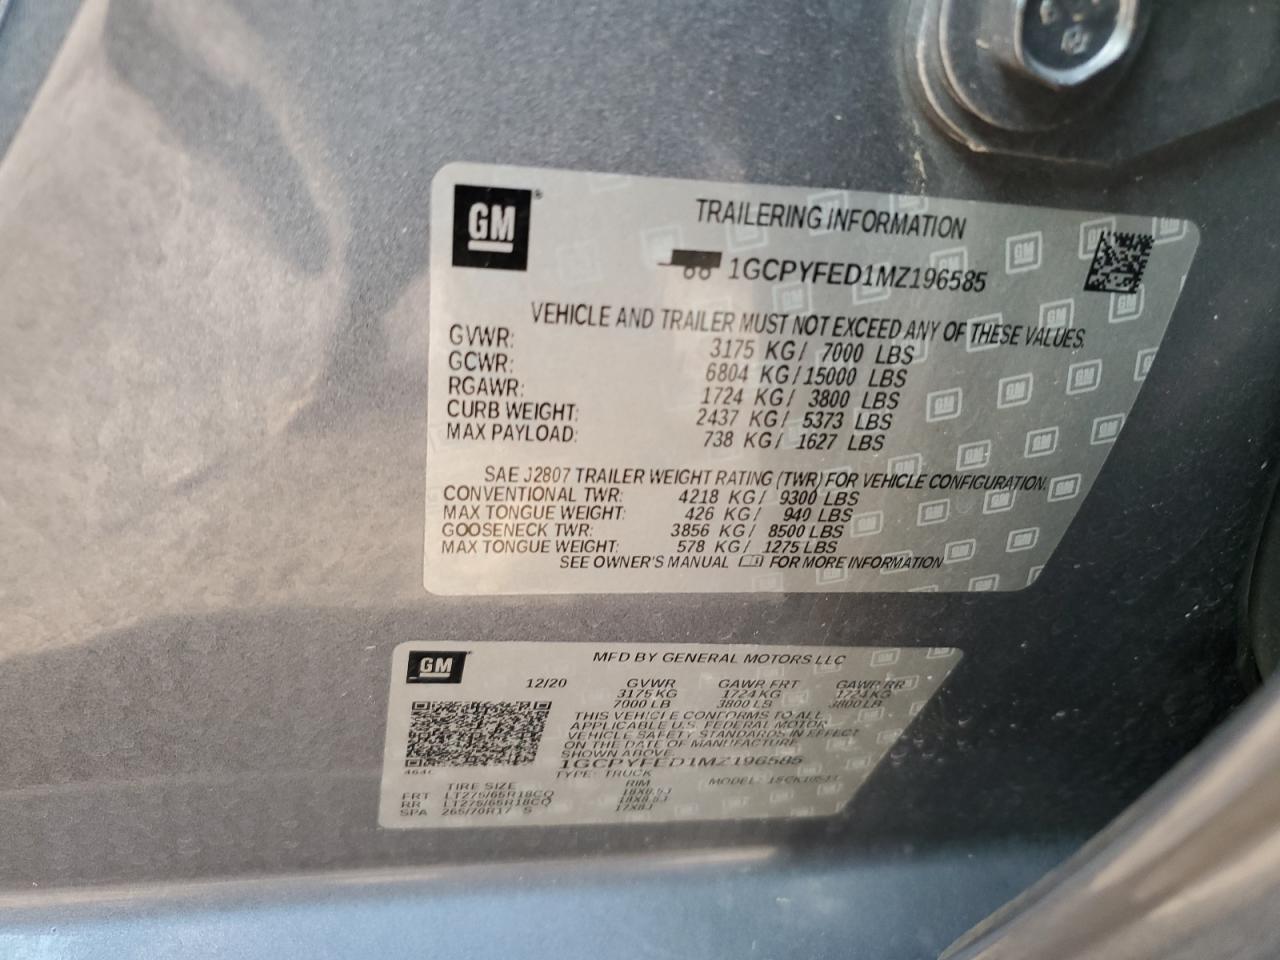 GM
TRAILERING INFORMATION
1GCPYFED1MZ196585
VEHICLE AND TRAILER MUST NOT EXCEED ANY OF THESE VALUES.
GVWR: 3175 KG/ 7000 LBS
GCWR: 6804 KG/15000 LBS
RGAWR: 1724 KG/ 3800 LBS
CURB WEIGHT: 2437 KG/ 5373 LBS
MAX PAYLOAD: 738 KG/ 1627 LBS
SAE J2807 TRAILER WEIGHT RATING (TWR) FOR VEHICLE CONFIGURATION.
CONVENTIONAL TWR: 4218 KG/ 9300 LBS
MAX TONGUE WEIGHT: 426 KG/ 940 LBS
GOOSENECK TWR: 3856 KG/ 8500 LBS
MAX TONGUE WEIGHT: 578 KG/ 1275 LBS
SEE OWNER'S MANUAL FOR MORE INFORMATION
GM
MFD BY GENERAL MOTORS LLC
12/20 GVWR GAWR FRT GAWR RR
3175 KG 1724 KG 1724 KG
7000 LB 3800 LB 3800 LB
THIS VEHICLE CONFORMS TO ALL
APPLICABLE U.S. FEDERAL MOTOR
VEHICLE SAFETY STANDARDS IN EFFECT
ON THE DATE OF MANUFACTURE
SHOWN ABOVE.
1GCPYFED1MZ196585
TYPE: TRUCK MODEL:
TIRE SIZE RIM
FRT LT275/65R18CQ 18X8.5J
RR LT275/65R18CQ 18X8.5J
SPA 265/70R17 S 17X8J